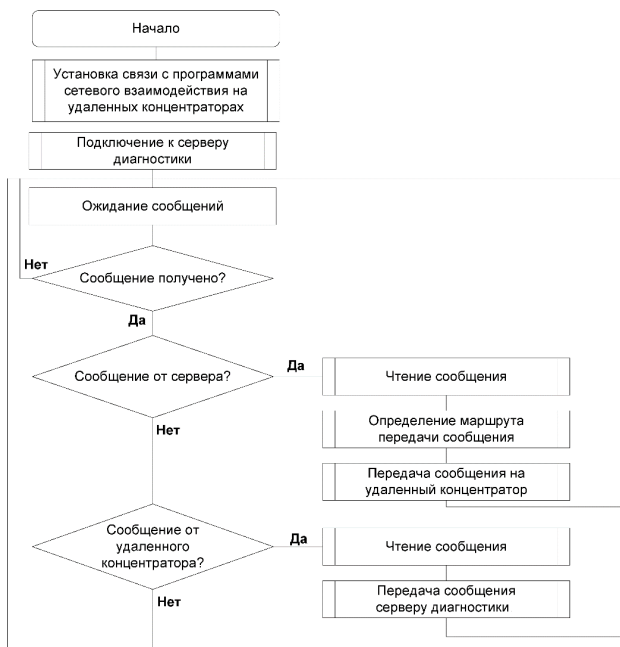 Начало
Установка связи с программами
сетевого взаимодействия на
удаленных концентраторах
Подключение к серверу
диагностики
Ожидание сообщений
Нет
Сообщение получено?
Да
Сообщение от сервера?
Да
Чтение сообщения
Нет
Определение маршрута
передачи сообщения
Передача сообщения на
удаленный концентратор
Сообщение от
удаленного
концентратора?
Да
Чтение сообщения
Нет
Передача сообщения
серверу диагностики